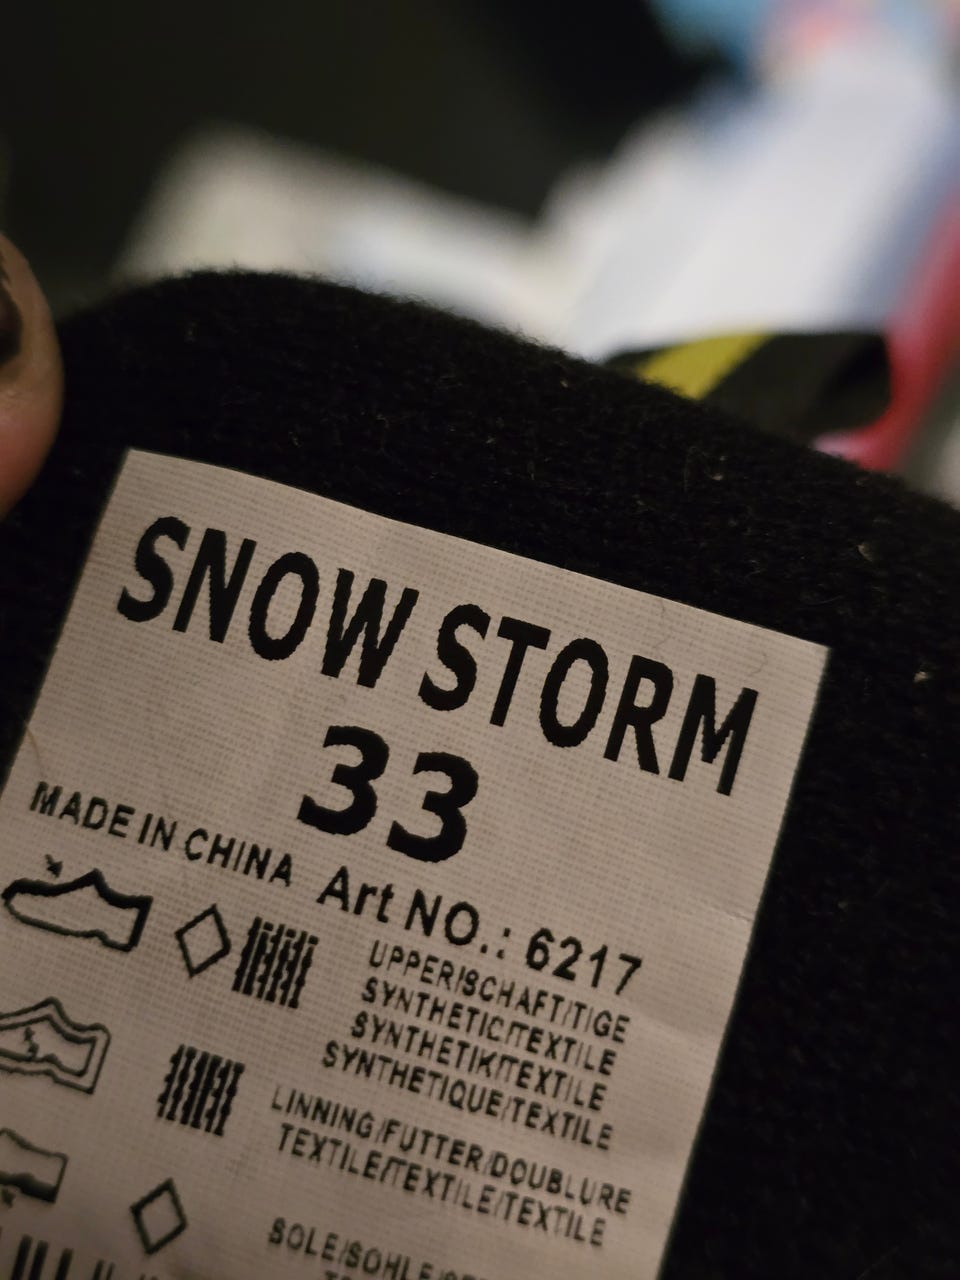 SNOW STORM
33
MADE IN CHINA Art NO.: 6217
UPPER/SCHAFT/TIGE
SYNTHETIC/TEXTILE
SYNTHETIK/TEXTILE
SYNTHETIQUE/TEXTILE
LINNING/FUTTER/DOUBLURE
TEXTILE/TEXTILE/TEXTILE
SOLE/SOHLE/